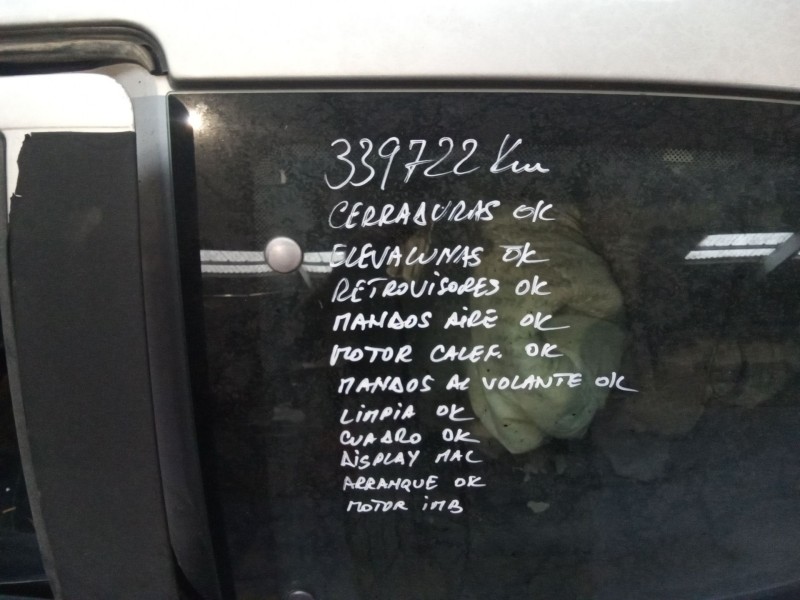 339722 Km
CERRADURAS OK
ELEVALUNAS OK
RETROVISORES OK
MANDOS AIRE OK
MOTOR CALEF. OK
MANDOS AL VOLANTE OK
LIMPIA OK
CUADRO OK
DISPLAY MAL
ARRANQUE OK
MOTOR IMB